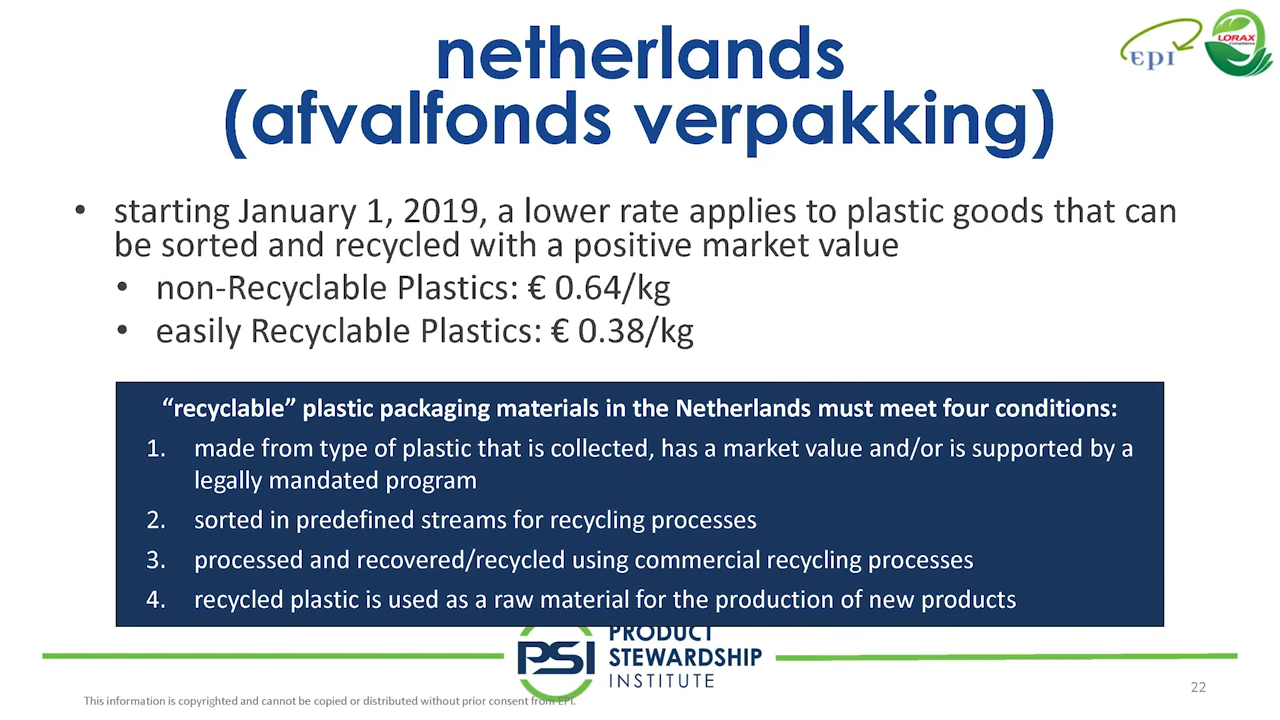 netherlands
(afvalfonds verpakking)
εpi
LORAX
Compliance
• starting January 1, 2019, a lower rate applies to plastic goods that can
be sorted and recycled with a positive market value
• non-Recyclable Plastics: € 0.64/kg
• easily Recyclable Plastics: € 0.38/kg
“recyclable” plastic packaging materials in the Netherlands must meet four conditions:
1. made from type of plastic that is collected, has a market value and/or is supported by a
legally mandated program
2. sorted in predefined streams for recycling processes
3. processed and recovered/recycled using commercial recycling processes
4. recycled plastic is used as a raw material for the production of new products
PSI
PRODUCT
STEWARDSHIP
INSTITUTE
22
This information is copyrighted and cannot be copied or distributed without prior consent from EPI.